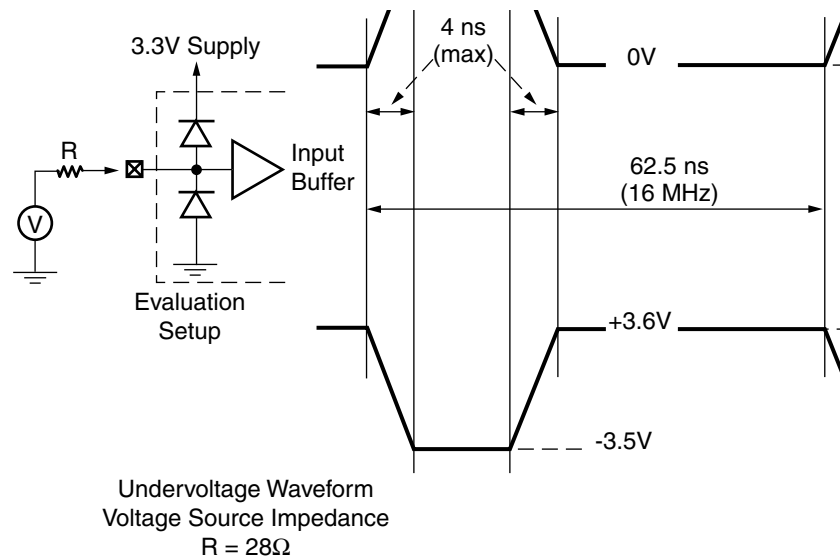 4 ns
(max)
3.3V Supply
0V
R
Input
Buffer
62.5 ns
(16 MHz)
V
Evaluation
Setup
+3.6V
-3.5V
Undervoltage Waveform
Voltage Source Impedance
R = 28Ω